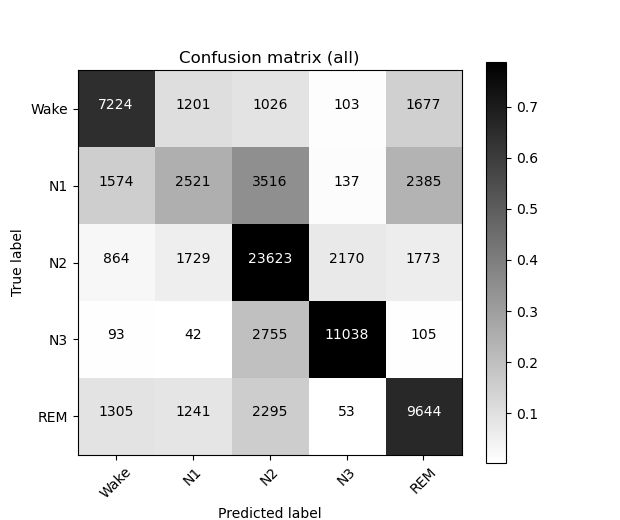 Confusion matrix (all)
Wake 7224 1201 1026 103 1677
N1 1574 2521 3516 137 2385
N2 864 1729 23623 2170 1773
N3 93 42 2755 11038 105
REM 1305 1241 2295 53 9644
Wake N1 N2 N3 REM
Predicted label
True label
0.7
0.6
0.5
0.4
0.3
0.2
0.1